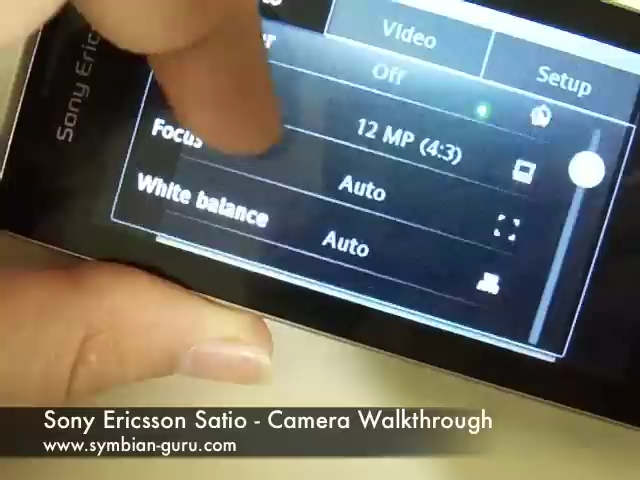 Sony Eric
Video
Setup
Off
12 MP (4:3)
Focus
Auto
White balance
Auto
Sony Ericsson Satio - Camera Walkthrough
www.symbian-guru.com